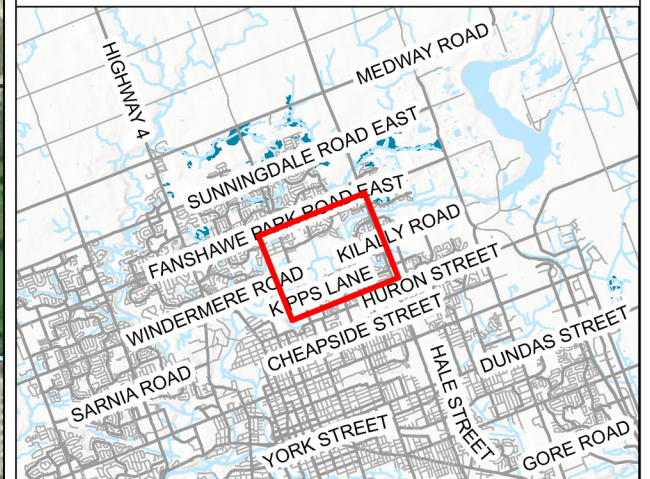 MEDWAY ROAD
HIGHWAY 4
SUNNINGDALE ROAD EAST
FANSHAWE PARK ROAD EAST
KILALLY ROAD
WINDERMERE ROAD
KIPPS LANE
HURON STREET
CHEAPSIDE STREET
DUNDAS STREET
SARNIA ROAD
HALE STREET
YORK STREET
GORE ROAD